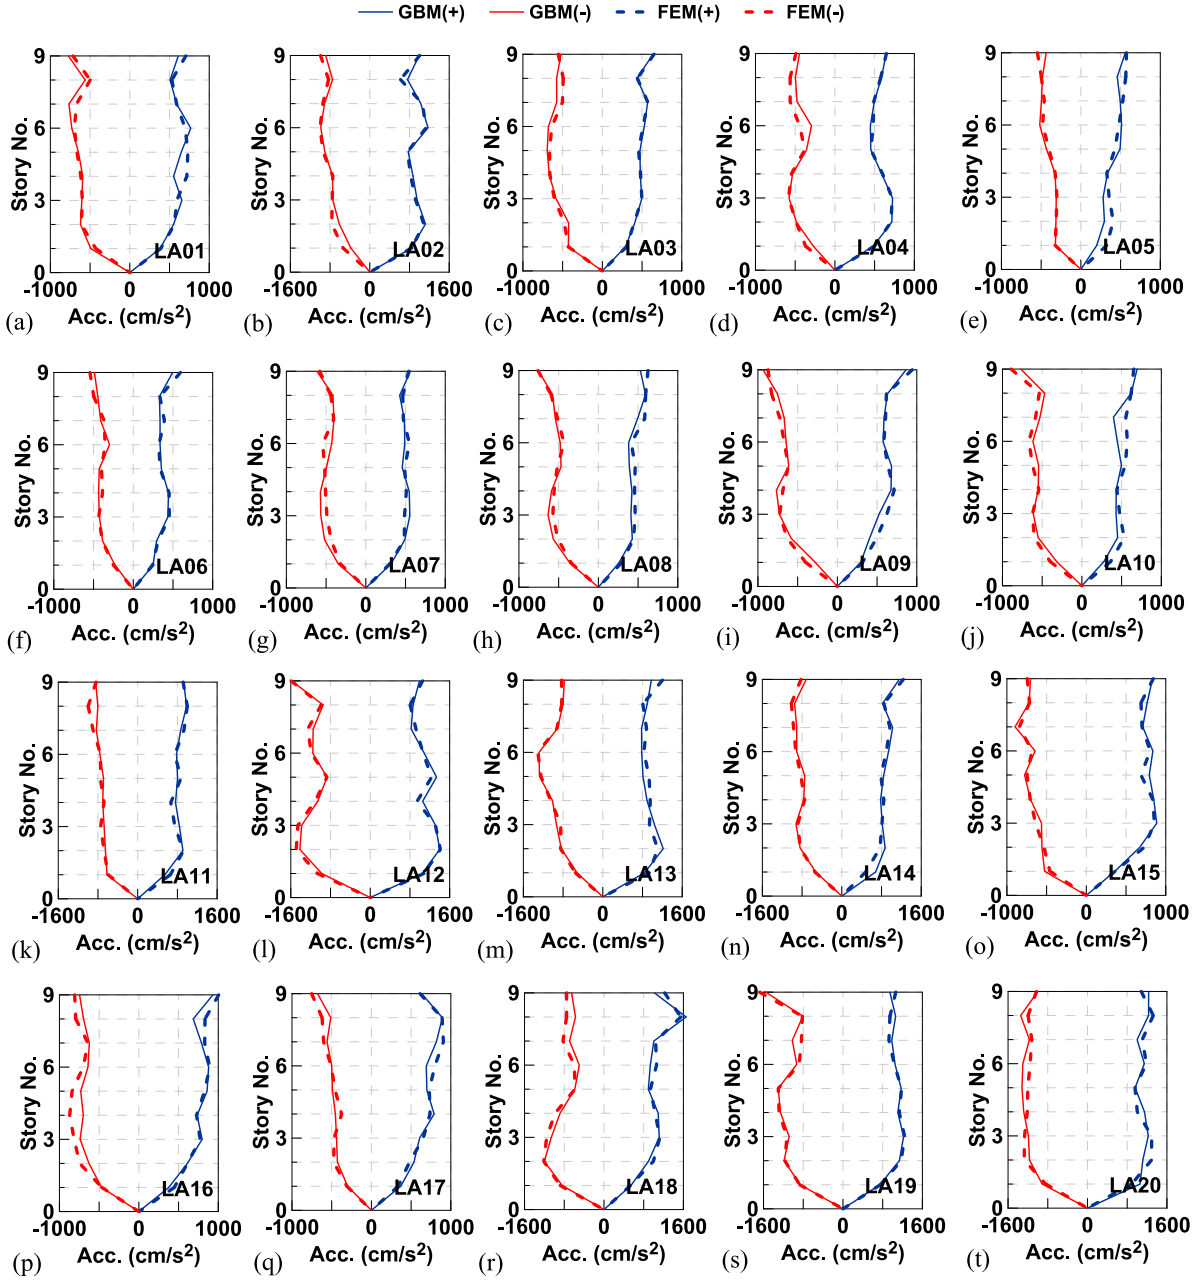 GBM(+) GBM(-) FEM(+) FEM(-)
9 9 9 9 9
6 6 6 6 6
3 3 3 3 3
0 0 0 0 0
Story No. Story No. Story No. Story No. Story No.
LA01 LA02 LA03 LA04 LA05
-1000 0 1000 -1600 0 1600 -1000 0 1000 -1000 0 1000 -1000 0 1000
Acc. (cm/s2) Acc. (cm/s2) Acc. (cm/s2) Acc. (cm/s2) Acc. (cm/s2)
(a) (b) (c) (d) (e)
9 9 9 9 9
6 6 6 6 6
3 3 3 3 3
0 0 0 0 0
Story No. Story No. Story No. Story No. Story No.
LA06 LA07 LA08 LA09 LA10
-1000 0 1000 -1000 0 1000 -1000 0 1000 -1000 0 1000 -1000 0 1000
Acc. (cm/s2) Acc. (cm/s2) Acc. (cm/s2) Acc. (cm/s2) Acc. (cm/s2)
(f) (g) (h) (i) (j)
9 9 9 9 9
6 6 6 6 6
3 3 3 3 3
0 0 0 0 0
Story No. Story No. Story No. Story No. Story No.
LA11 LA12 LA13 LA14 LA15
-1600 0 1600 -1600 0 1600 -1600 0 1600 -1600 0 1600 -1000 0 1000
Acc. (cm/s2) Acc. (cm/s2) Acc. (cm/s2) Acc. (cm/s2) Acc. (cm/s2)
(k) (l) (m) (n) (o)
9 9 9 9 9
6 6 6 6 6
3 3 3 3 3
0 0 0 0 0
Story No. Story No. Story No. Story No. Story No.
LA16 LA17 LA18 LA19 LA20
-1000 0 1000 -1000 0 1000 -1600 0 1600 -1600 0 1600 -1600 0 1600
Acc. (cm/s2) Acc. (cm/s2) Acc. (cm/s2) Acc. (cm/s2) Acc. (cm/s2)
(p) (q) (r) (s) (t)